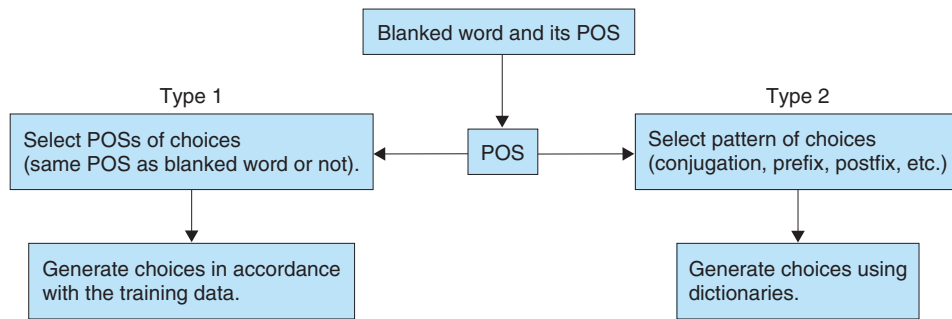 Blanked word and its POS
Type 1
Type 2
Select POSs of choices
(same POS as blanked word or not).
POS
Select pattern of choices
(conjugation, prefix, postfix, etc.)
Generate choices in accordance
with the training data.
Generate choices using
dictionaries.